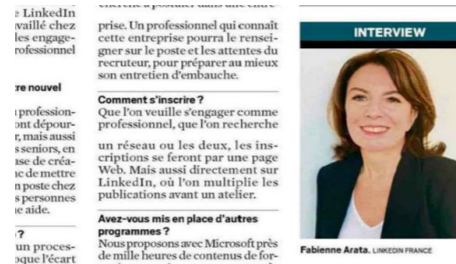 LinkedIn
vaillé chez
les engage-
rofessionnel
re nouvel
profession-
ont dépour-
r, mais aussi
s seniors, en
ase de créa-
nc de mettre
n poste chez
s personnes
ne aide.
?
un proces-
oque l'écart
prise. Un professionnel qui connaît
cette entreprise pourra le rensei-
gner sur le poste et les attentes du
recruteur, pour préparer au mieux
son entretien d'embauche.
Comment s'inscrire ?
Que l'on veuille s'engager comme
professionnel, que l'on recherche
un réseau ou les deux, les ins-
criptions se feront par une page
Web. Mais aussi directement sur
LinkedIn, où l'on multiplie les
publications avant un atelier.
Avez-vous mis en place d'autres
programmes ?
Nous proposons avec Microsoft près
de mille heures de contenus de for-
INTERVIEW
Fabienne Arata. LINKEDIN FRANCE